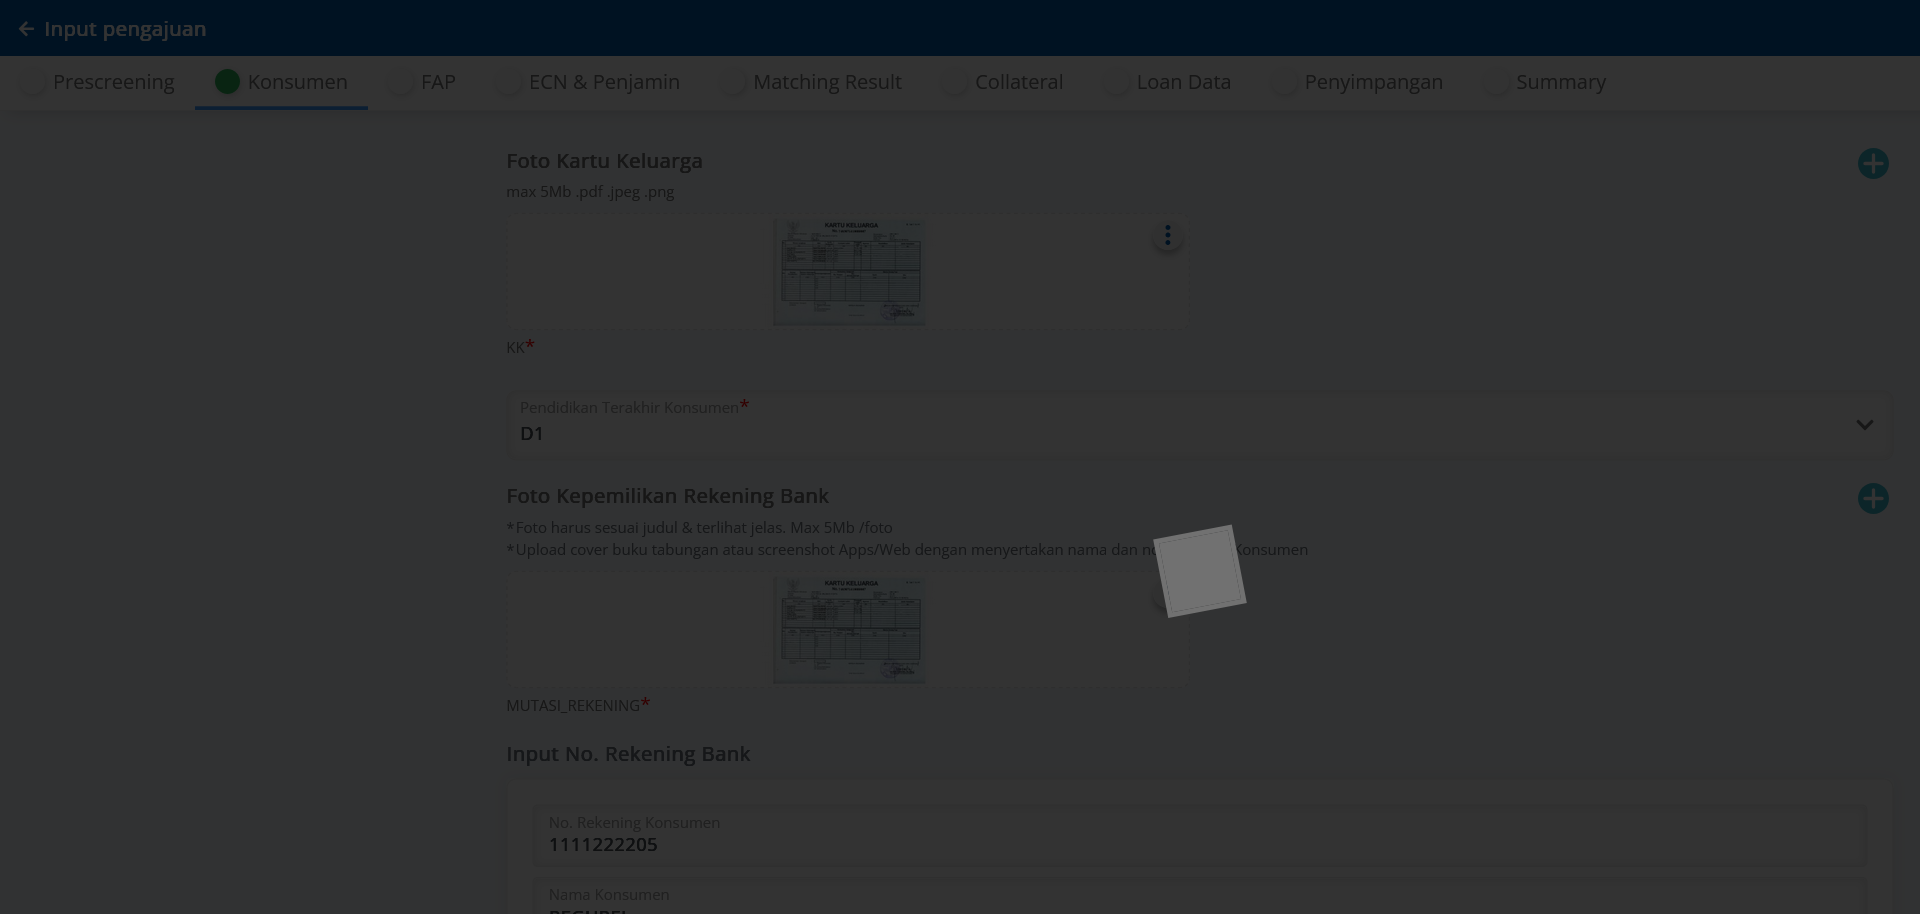 Input pengajuan
Prescreening
Konsumen
FAP
ECN & Penjamin
Matching Result
Collateral
Loan Data
Penyimpangan
Summary
Foto Kartu Keluarga
max 5Mb .pdf .jpeg .png
KARTU KELUARGA
KK*
Pendidikan Terakhir Konsumen*
D1
Foto Kepemilikan Rekening Bank
*Foto harus sesuai judul & terlihat jelas. Max 5Mb /foto
*Upload cover buku tabungan atau screenshot Apps/Web dengan menyertakan nama dan Konsumen
KARTU KELUARGA
MUTASI_REKENING*
Input No. Rekening Bank
No. Rekening Konsumen
1111222205
Nama Konsumen